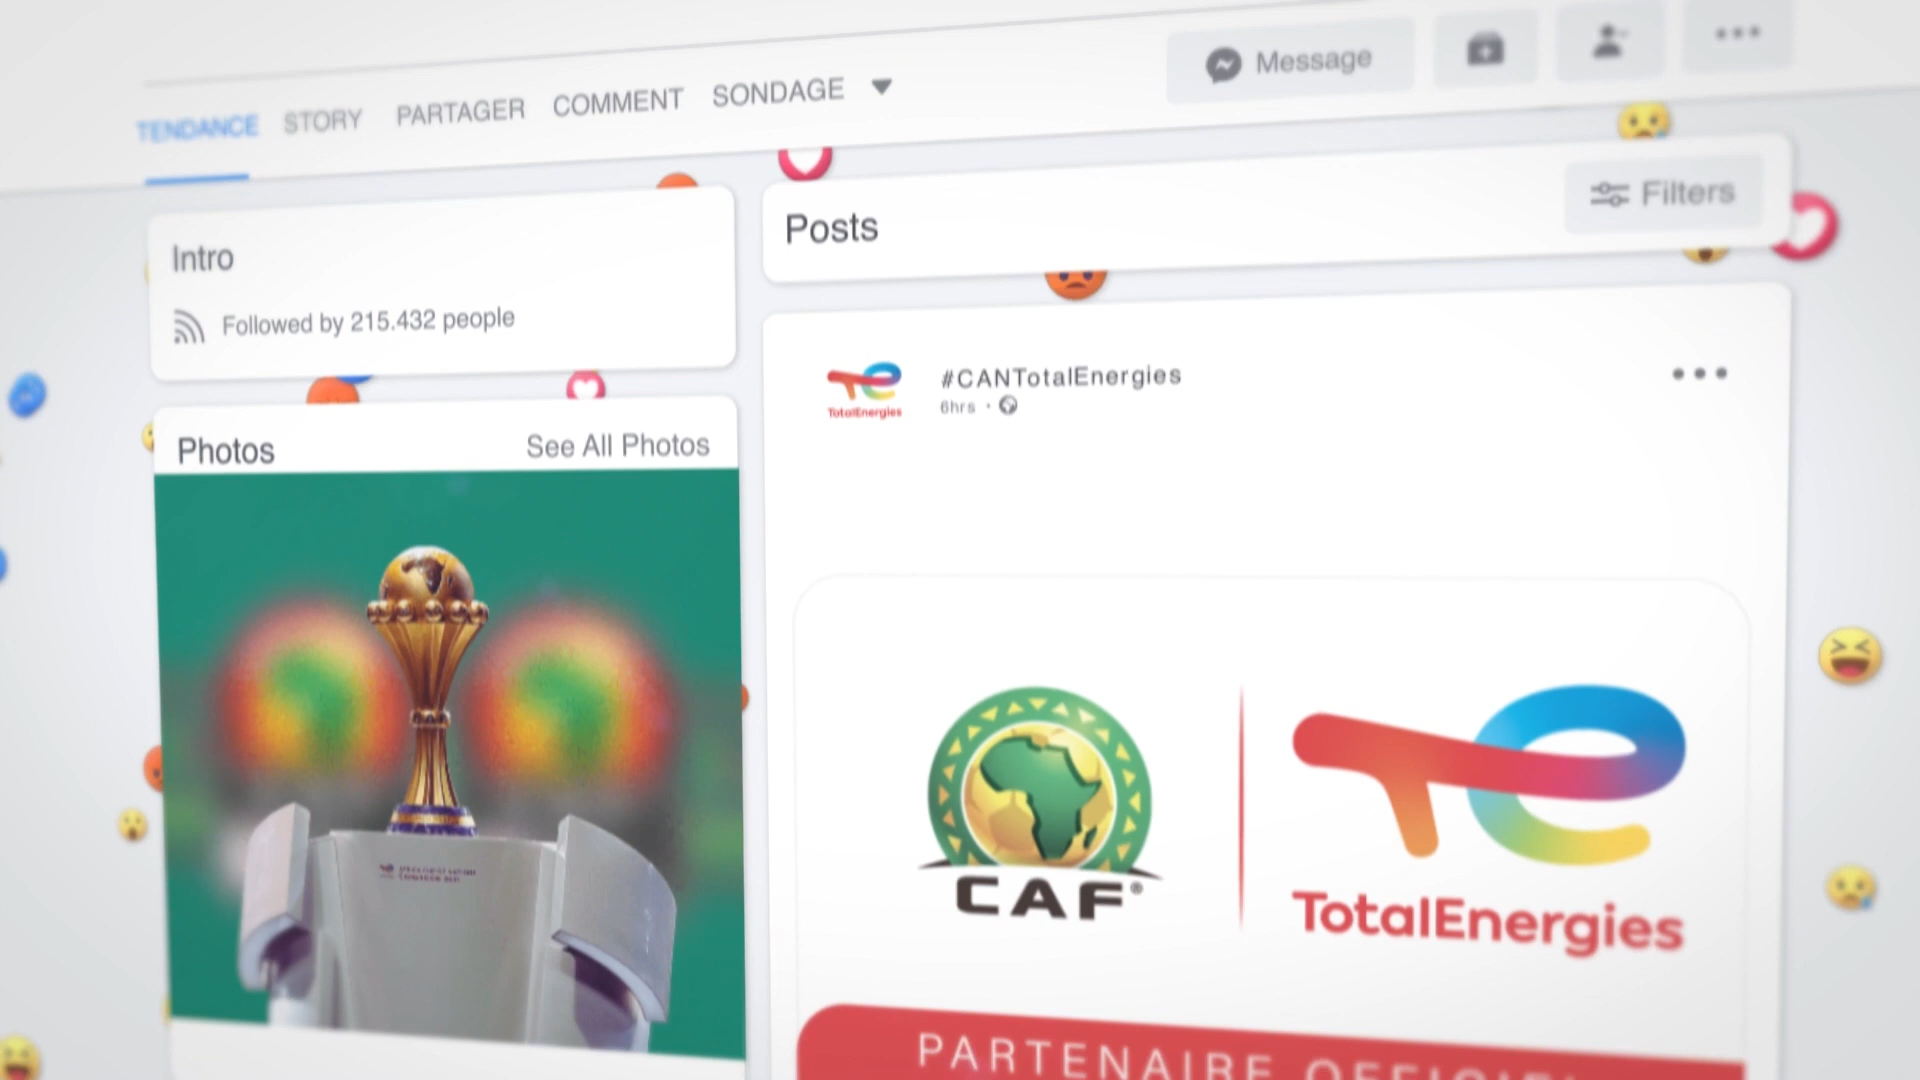 TENDANCE STORY PARTAGER COMMENT SONDAGE
Message
Intro
Followed by 215.432 people
Photos
See All Photos
Posts
Filters
TotalEnergies
#CANTotalEnergies
6hrs
CAF®
TotalEnergies
PARTENAIRE OFFICIEL